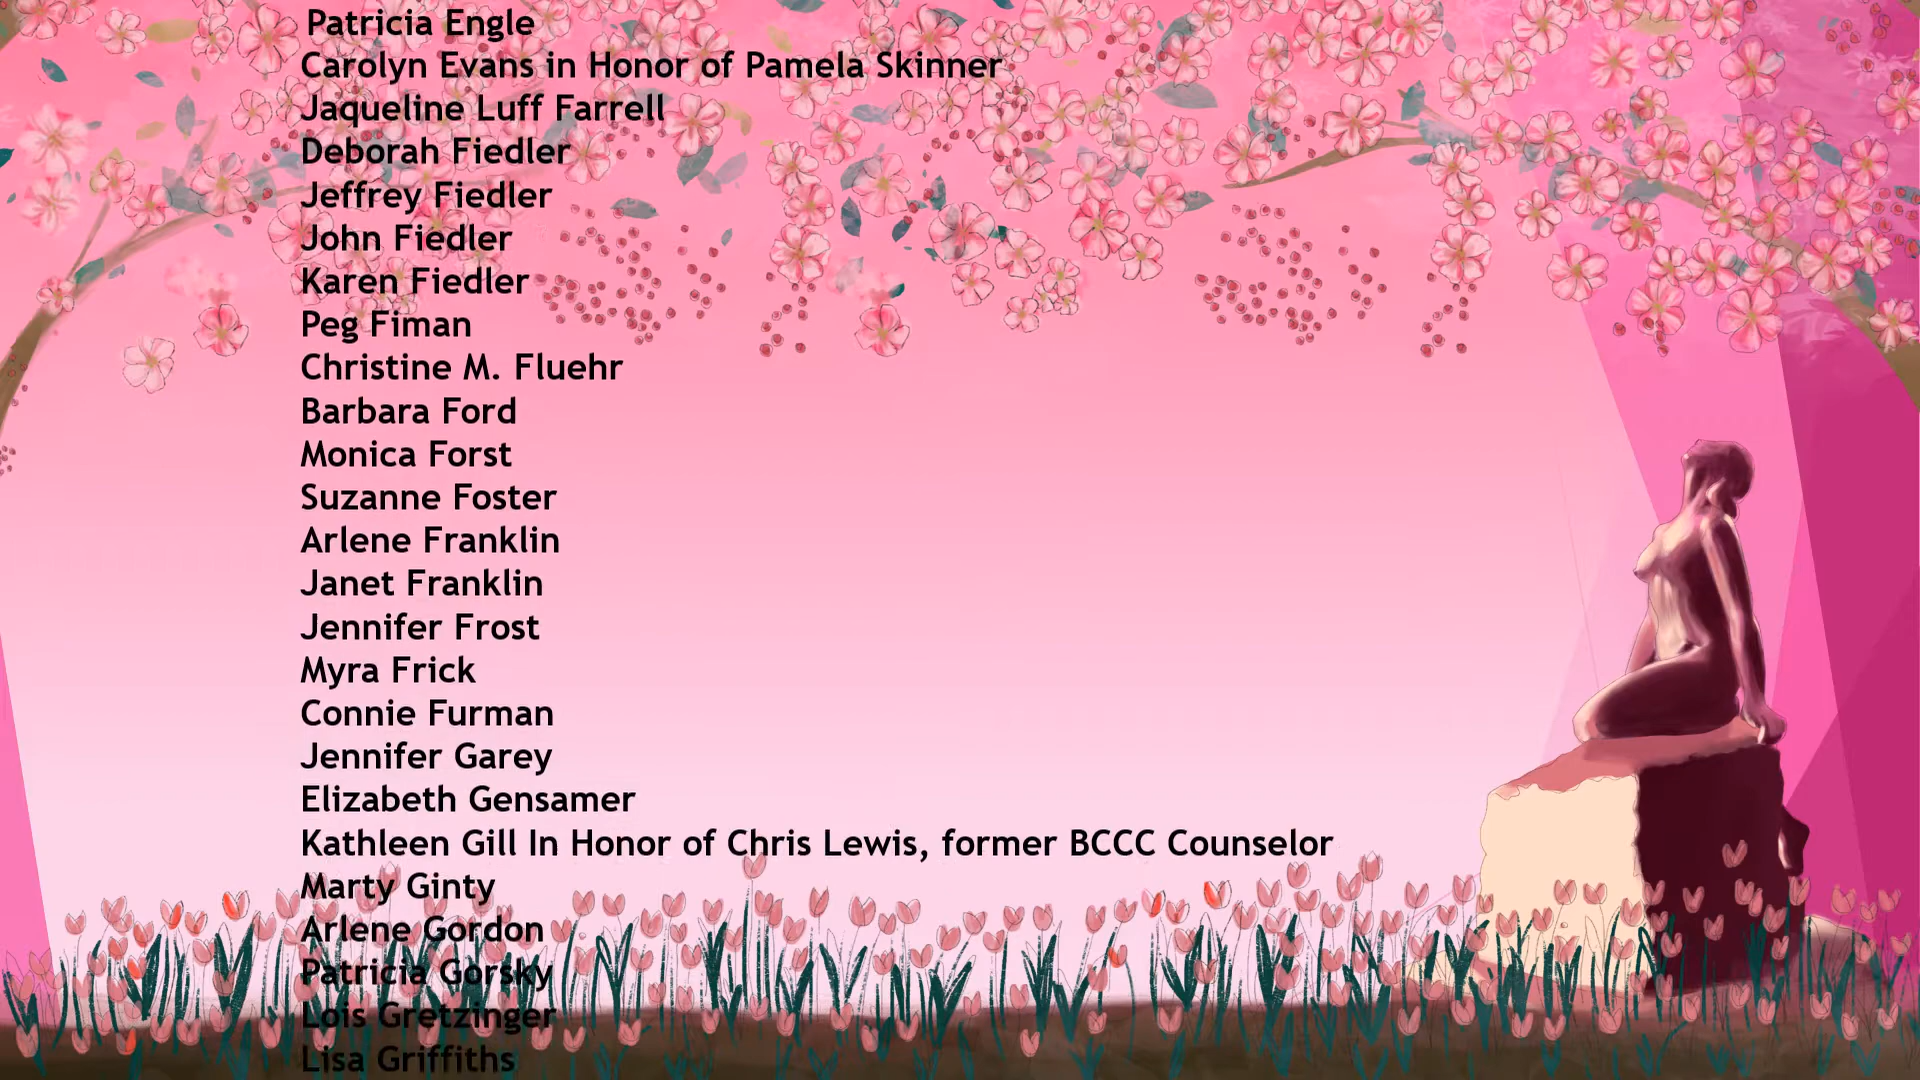 Patricia Engle
Carolyn Evans in Honor of Pamela Skinner
Jaqueline Luff Farrell
Deborah Fiedler
Jeffrey Fiedler
John Fiedler
Karen Fiedler
Peg Fiman
Christine M. Fluehr
Barbara Ford
Monica Forst
Suzanne Foster
Arlene Franklin
Janet Franklin
Jennifer Frost
Myra Frick
Connie Furman
Jennifer Garey
Elizabeth Gensamer
Kathleen Gill In Honor of Chris Lewis, former BCCC Counselor
Marty Ginty
Arlene Gordon
Patricia Gorsky
Lois Gretzinger
Lisa Griffiths